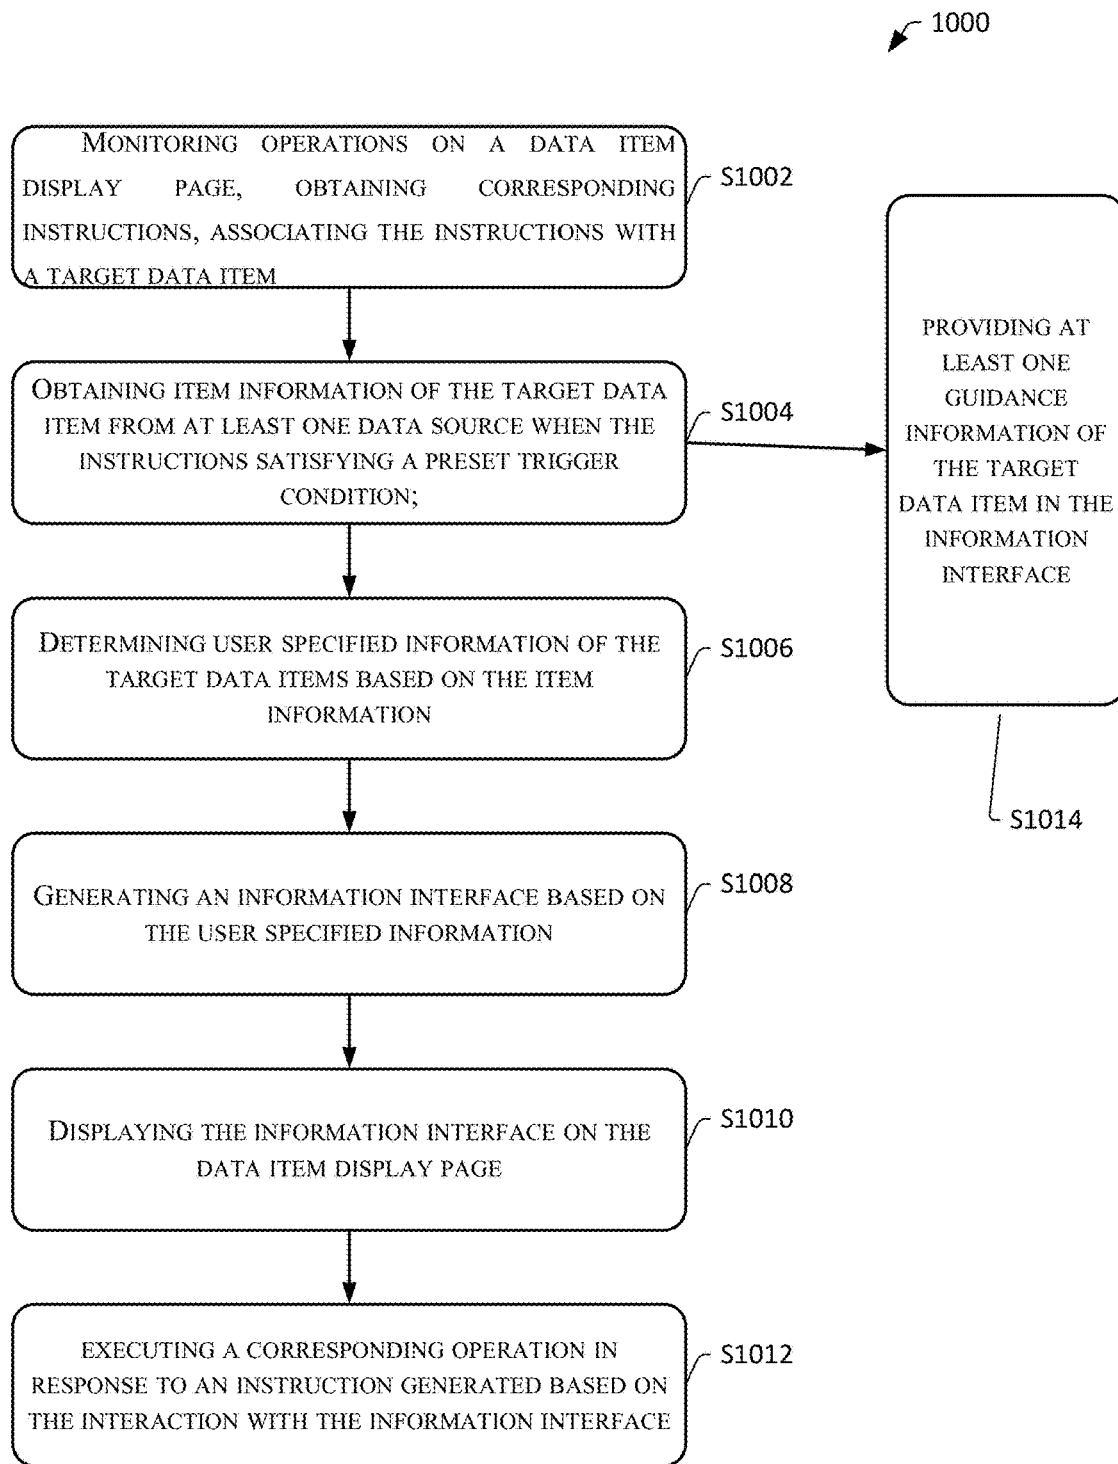 1000
MONITORING OPERATIONS ON A DATA ITEM
DISPLAY PAGE, OBTAINING CORRESPONDING
INSTRUCTIONS, ASSOCIATING THE INSTRUCTIONS WITH
A TARGET DATA ITEM
S1002
OBTAINING ITEM INFORMATION OF THE TARGET DATA
ITEM FROM AT LEAST ONE DATA SOURCE WHEN THE
INSTRUCTIONS SATISFYING A PRESET TRIGGER
CONDITION;
S1004
PROVIDING AT
LEAST ONE
GUIDANCE
INFORMATION OF
THE TARGET
DATA ITEM IN THE
INFORMATION
INTERFACE
S1014
DETERMINING USER SPECIFIED INFORMATION OF THE
TARGET DATA ITEMS BASED ON THE ITEM
INFORMATION
S1006
GENERATING AN INFORMATION INTERFACE BASED ON
THE USER SPECIFIED INFORMATION
S1008
DISPLAYING THE INFORMATION INTERFACE ON THE
DATA ITEM DISPLAY PAGE
S1010
EXECUTING A CORRESPONDING OPERATION IN
RESPONSE TO AN INSTRUCTION GENERATED BASED ON
THE INTERACTION WITH THE INFORMATION INTERFACE
S1012